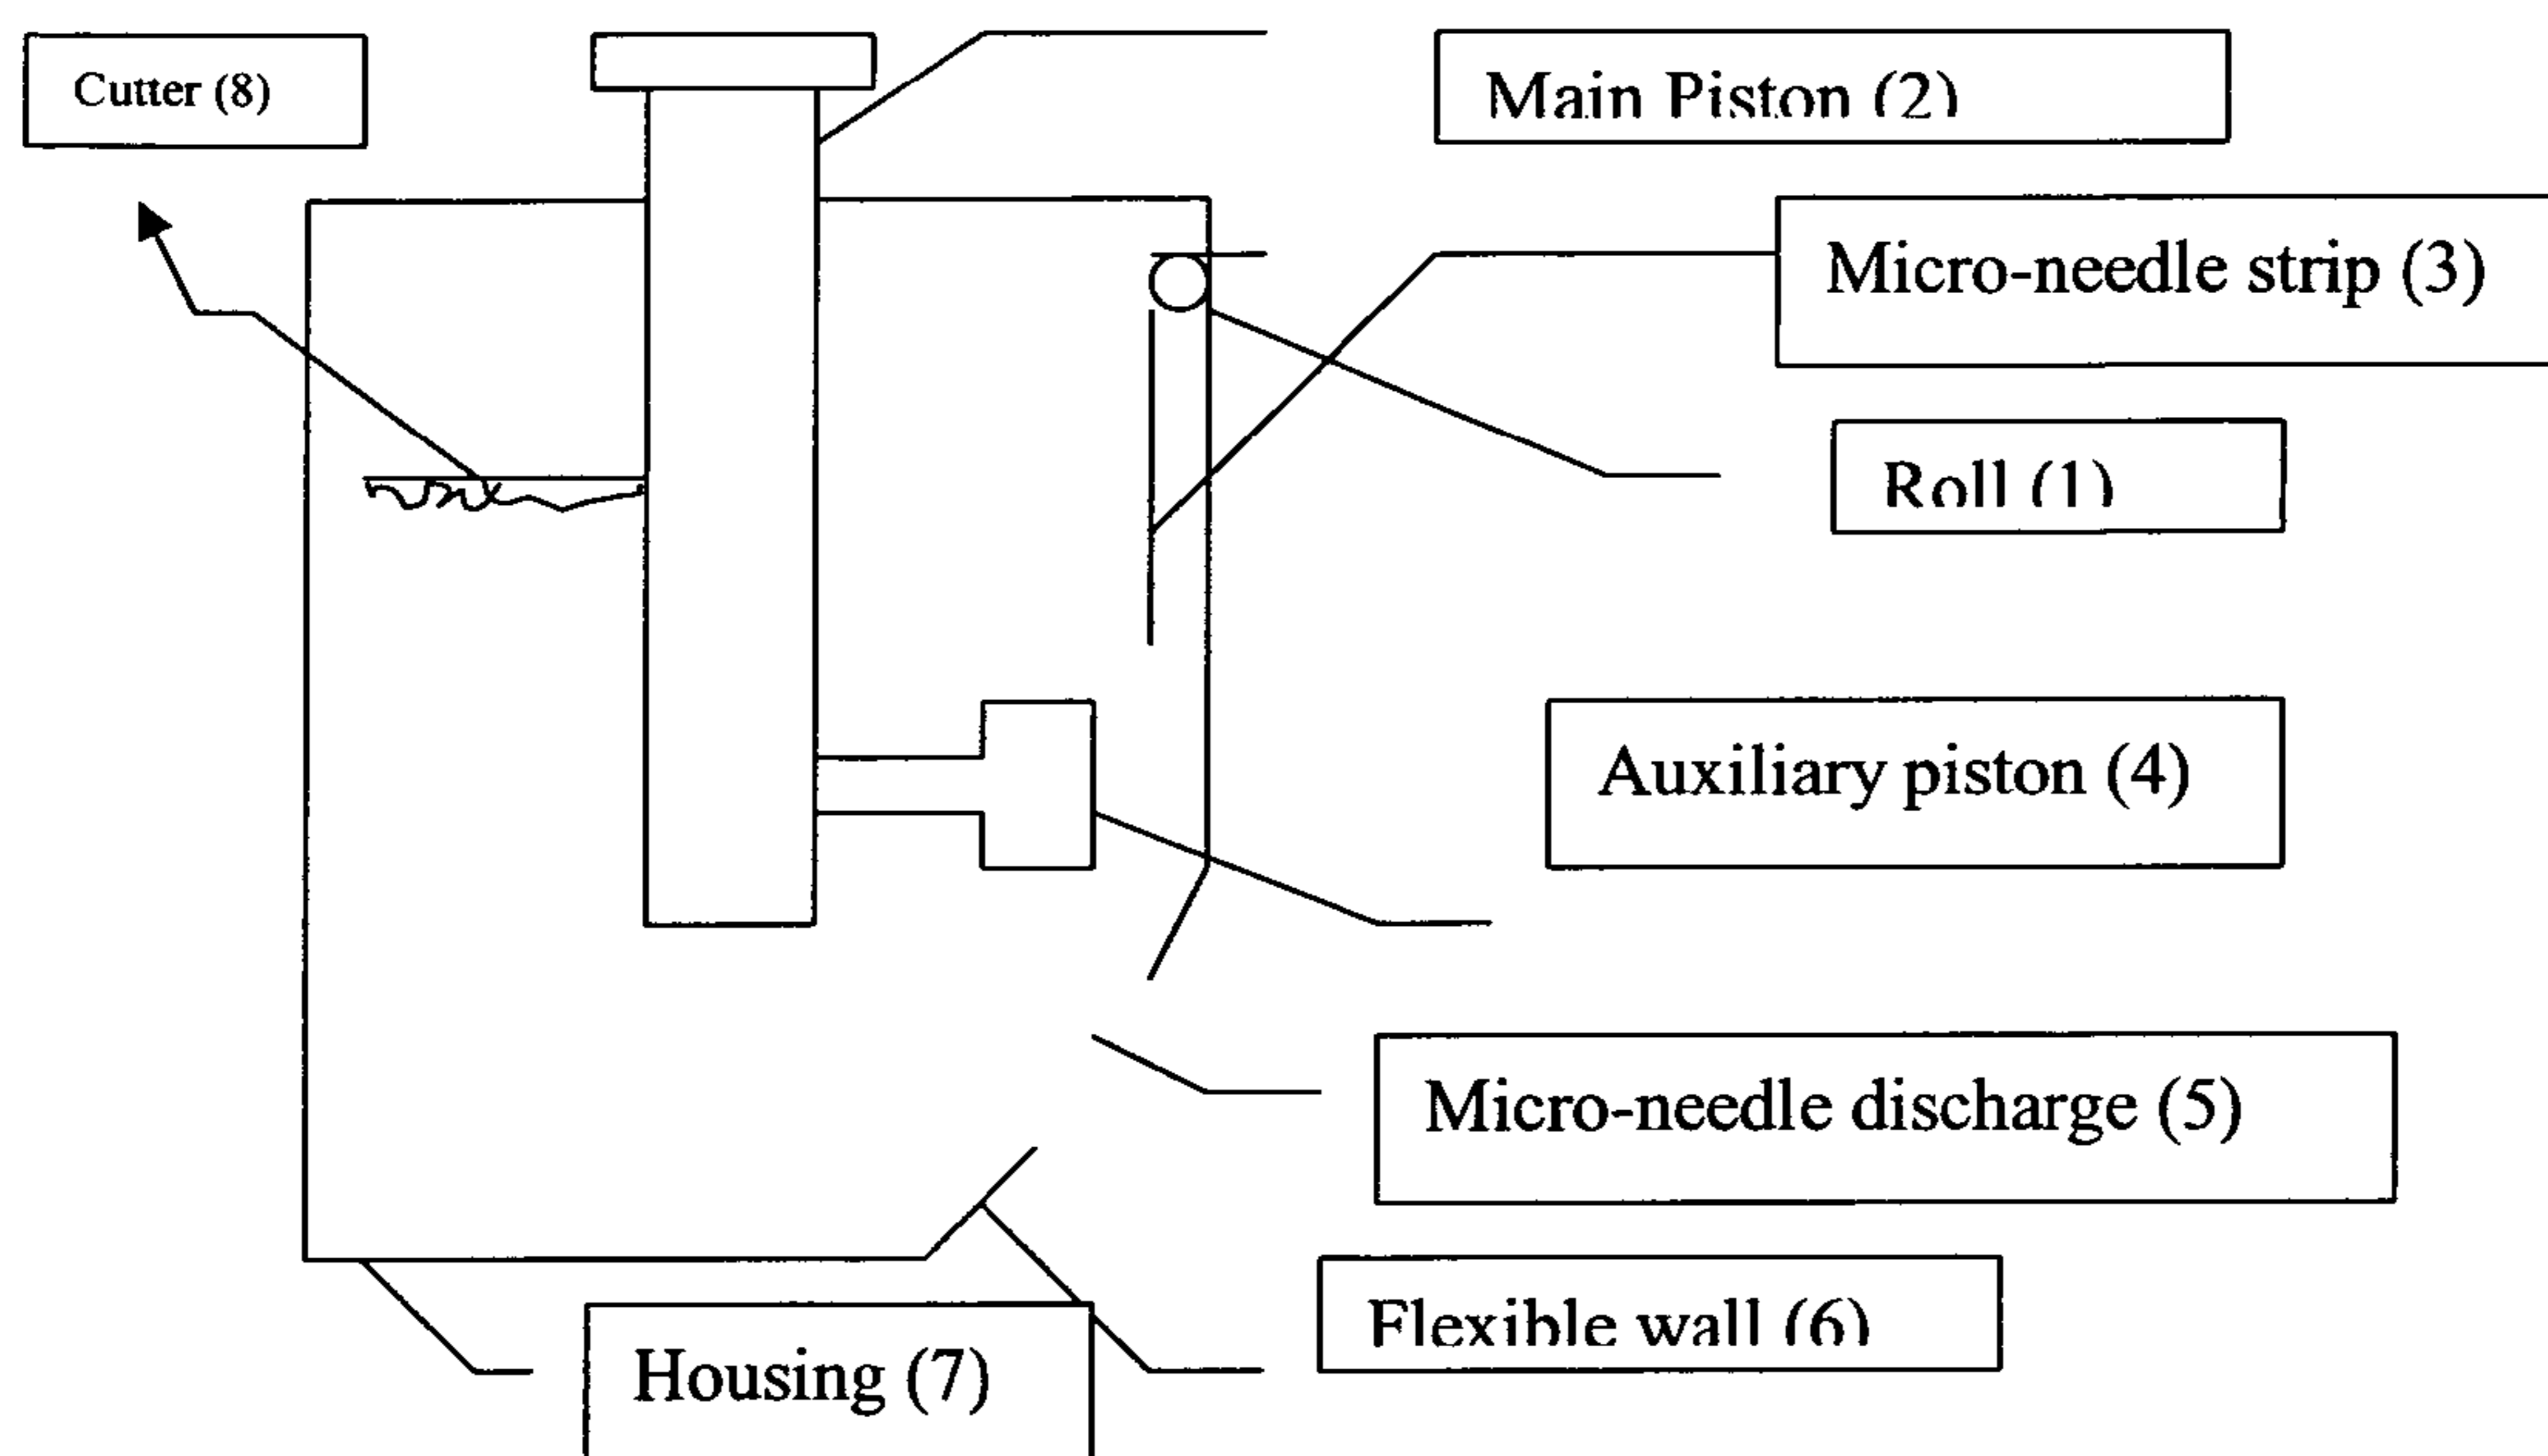 Cutter (8)
Main Piston (2)
Micro-needle strip (3)
Roll (1)
Auxiliary piston (4)
Micro-needle discharge (5)
Flexible wall (6)
Housing (7)